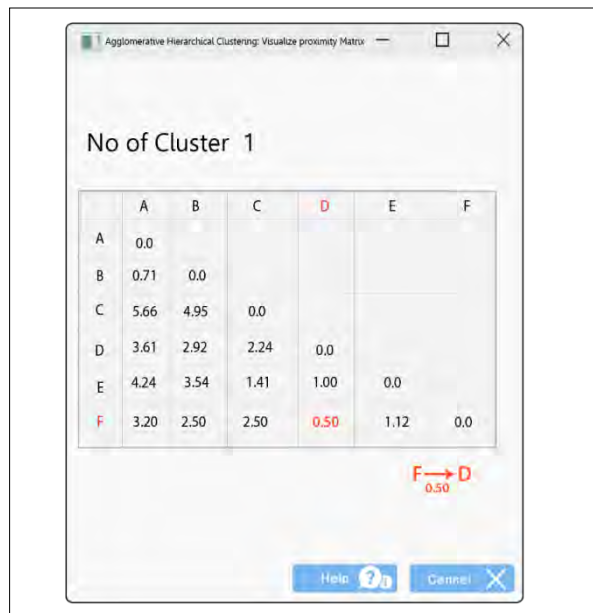 Agglomerative Hierarchical Clustering: Visualize proximity Matrix
No of Cluster 1
A B C D E F
A 0.0
B 0.71 0.0
C 5.66 4.95 0.0
D 3.61 2.92 2.24 0.0
E 4.24 3.54 1.41 1.00 0.0
F 3.20 2.50 2.50 0.50 1.12 0.0
F → D
0.50
Help ?
Cennei